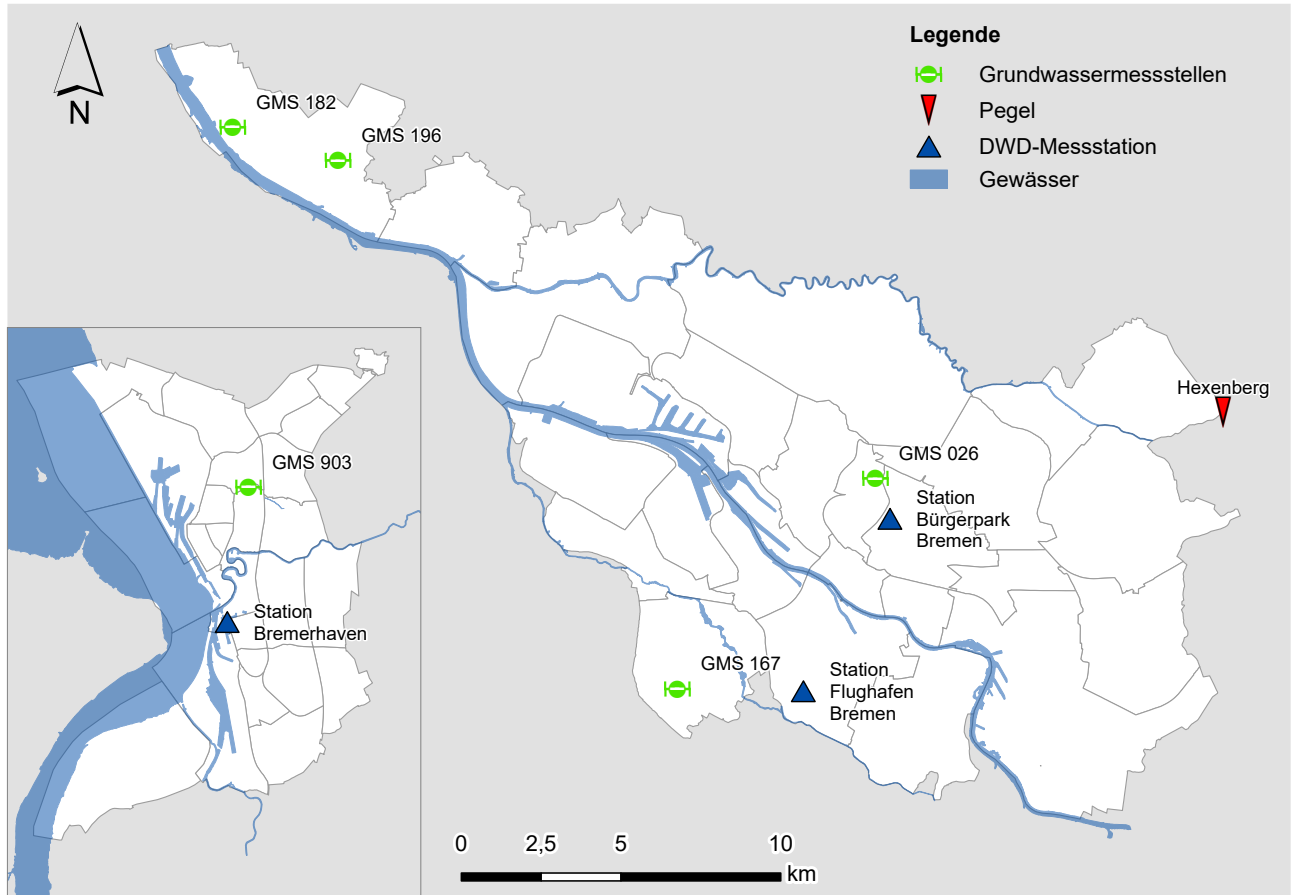 Legende
Grundwassermessstellen
Pegel
DWD-Messstation
Gewässer
N
GMS 182
GMS 196
Hexenberg
GMS 903
GMS 026
Station
Bürgerpark
Bremen
Station
Bremerhaven
GMS 167
Station
Flughafen
Bremen
0 2,5 5 10
km